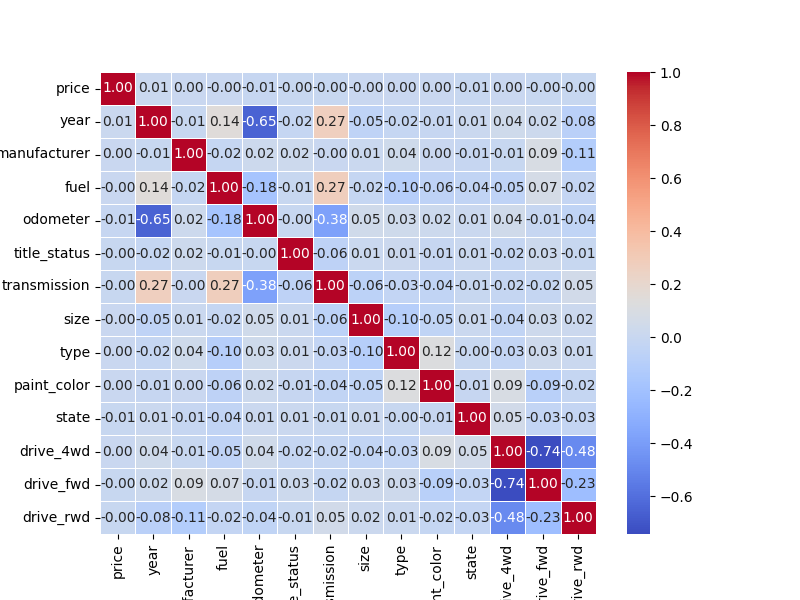 price 1.00 0.01 0.00 -0.00 -0.01 -0.00 -0.00 -0.00 0.00 0.00 -0.01 0.00 -0.00 -0.00
year 0.01 1.00 -0.01 0.14 -0.65 -0.02 0.27 -0.05 -0.02 -0.01 0.01 0.04 0.02 -0.08
manufacturer 0.00 -0.01 1.00 -0.02 0.02 0.02 -0.00 0.01 0.04 0.00 -0.01 -0.01 0.09 -0.11
fuel -0.00 0.14 -0.02 1.00 -0.18 -0.01 0.27 -0.02 -0.10 -0.06 -0.04 -0.05 0.07 -0.02
odometer -0.01 -0.65 0.02 -0.18 1.00 -0.00 -0.38 0.05 0.03 0.02 0.01 0.04 -0.01 -0.04
title_status -0.00 -0.02 0.02 -0.01 -0.00 1.00 -0.06 0.01 0.01 -0.01 0.01 -0.02 0.03 -0.01
transmission -0.00 0.27 -0.00 0.27 -0.38 -0.06 1.00 -0.06 -0.03 -0.04 -0.01 -0.02 -0.02 0.05
size -0.00 -0.05 0.01 -0.02 0.05 0.01 -0.06 1.00 -0.10 -0.05 0.01 -0.04 0.03 0.02
type 0.00 -0.02 0.04 -0.10 0.03 0.01 -0.03 -0.10 1.00 0.12 -0.00 -0.03 0.03 0.01
paint_color 0.00 -0.01 0.00 -0.06 0.02 -0.01 -0.04 -0.05 0.12 1.00 -0.01 0.09 -0.09 -0.02
state -0.01 0.01 -0.01 -0.04 0.01 0.01 -0.01 0.01 -0.00 -0.01 1.00 0.05 -0.03 -0.03
drive_4wd 0.00 0.04 -0.01 -0.05 0.04 -0.02 -0.02 -0.04 -0.03 0.09 0.05 1.00 -0.74 -0.48
drive_fwd -0.00 0.02 0.09 0.07 -0.01 0.03 -0.02 0.03 0.03 -0.09 -0.03 -0.74 1.00 -0.23
drive_rwd -0.00 -0.08 -0.11 -0.02 -0.04 -0.01 0.05 0.02 0.01 -0.02 -0.03 -0.48 -0.23 1.00
price
year
facturer
fuel
dometer
e_status
smission
size
type
nt_color
state
ive_4wd
rive_fwd
ive_rwd
1.0
0.8
0.6
0.4
0.2
0.0
−0.2
−0.4
−0.6